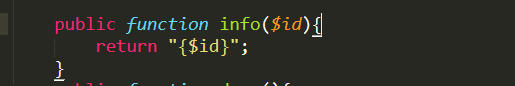 public function info($id){
return "{$id}";
}